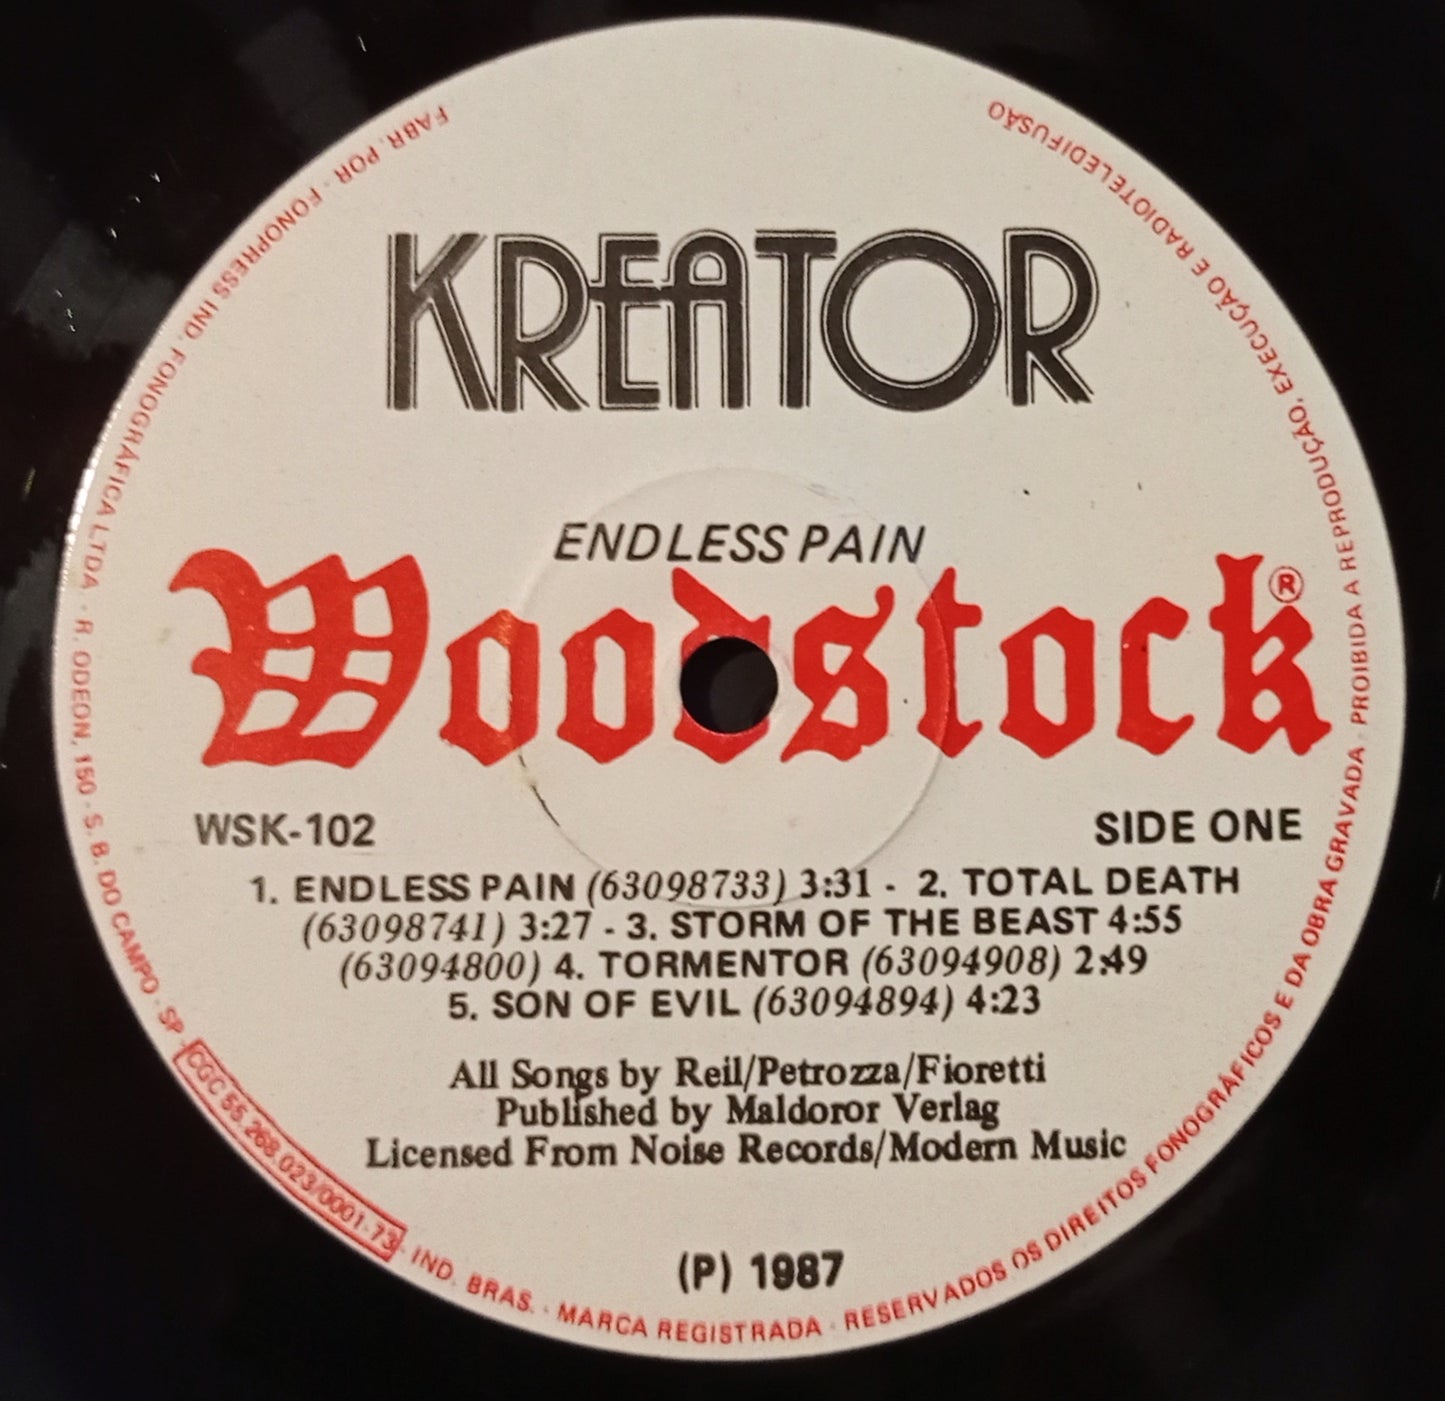 KREATOR
ENDLESS PAIN
Woodstock ®
WSK-102
SIDE ONE
1. ENDLESS PAIN (63098733) 3:31 - 2. TOTAL DEATH
(63098741) 3:27 - 3. STORM OF THE BEAST 4:55
(63094800) 4. TORMENTOR (63094908) 2:49
5. SON OF EVIL (63094894) 4:23
All Songs by Reil/Petrozza/Fioretti
Published by Maldoror Verlag
Licensed From Noise Records/Modern Music
(P) 1987
FABR. POR · FONOPRESS IND. FONOGRÁFICA LTDA · R. ODEON, 150 · S. B. DO CAMPO · SP · CGC 55.268.023/0001-73 · IND. BRAS. · MARCA REGISTRADA · RESERVADOS OS DIREITOS FONOGRÁFICOS E DA OBRA GRAVADA · PROIBIDA A REPRODUÇÃO, EXECUÇÃO E RADIOTELEDIFUSÃO